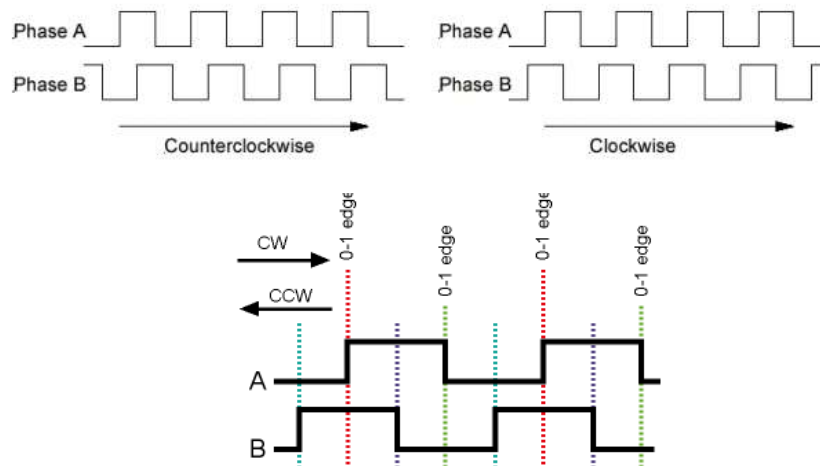 Phase A
Phase B
Counterclockwise
Phase A
Phase B
Clockwise
CW
CCW
0-1 edge
0-1 edge
0-1 edge
0-1 edge
A
B